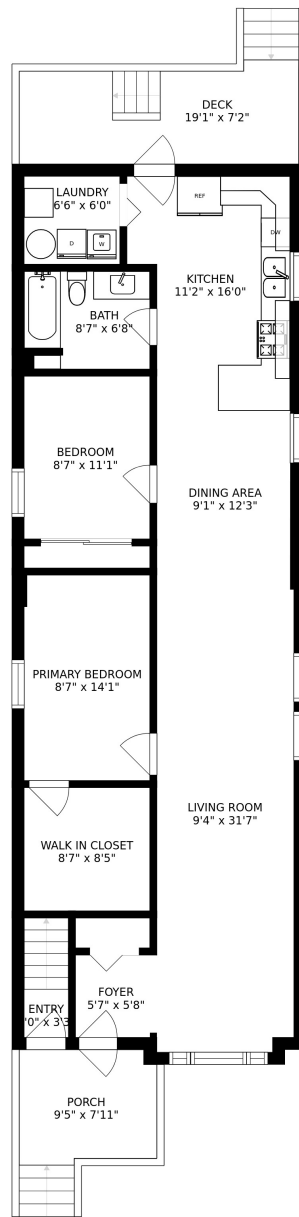 DECK
19'1" x 7'2"
LAUNDRY
6'6" x 6'0"
REF
D
W
DW
KITCHEN
11'2" x 16'0"
BATH
8'7" x 6'8"
BEDROOM
8'7" x 11'1"
DINING AREA
9'1" x 12'3"
PRIMARY BEDROOM
8'7" x 14'1"
LIVING ROOM
9'4" x 31'7"
WALK IN CLOSET
8'7" x 8'5"
FOYER
5'7" x 5'8"
ENTRY
'0" x 3'3
PORCH
9'5" x 7'11"